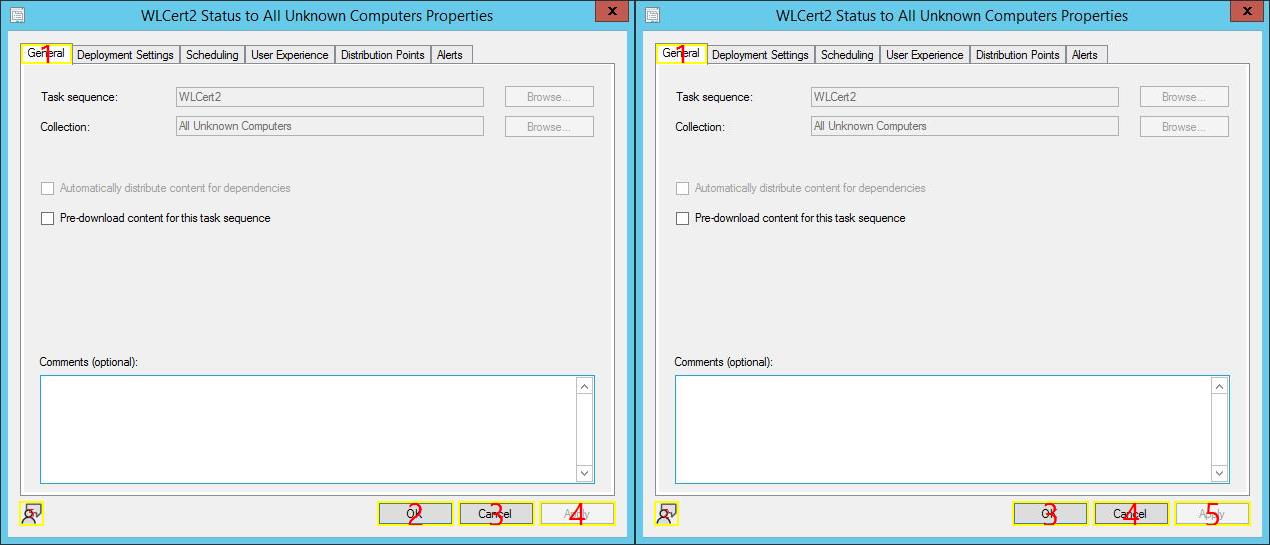 WLCert2 Status to All Unknown Computers Properties
x
General
1
Deployment Settings
Scheduling
User Experience
Distribution Points
Alerts
Task sequence:
WLCert2
Browse...
Collection:
All Unknown Computers
Browse...
Automatically distribute content for dependencies
Pre-download content for this task sequence
Comments (optional):
OK
2
Cancel
3
Apply
4
WLCert2 Status to All Unknown Computers Properties
x
General
1
Deployment Settings
Scheduling
User Experience
Distribution Points
Alerts
Task sequence:
WLCert2
Browse...
Collection:
All Unknown Computers
Browse...
Automatically distribute content for dependencies
Pre-download content for this task sequence
Comments (optional):
OK
3
Cancel
4
Apply
5